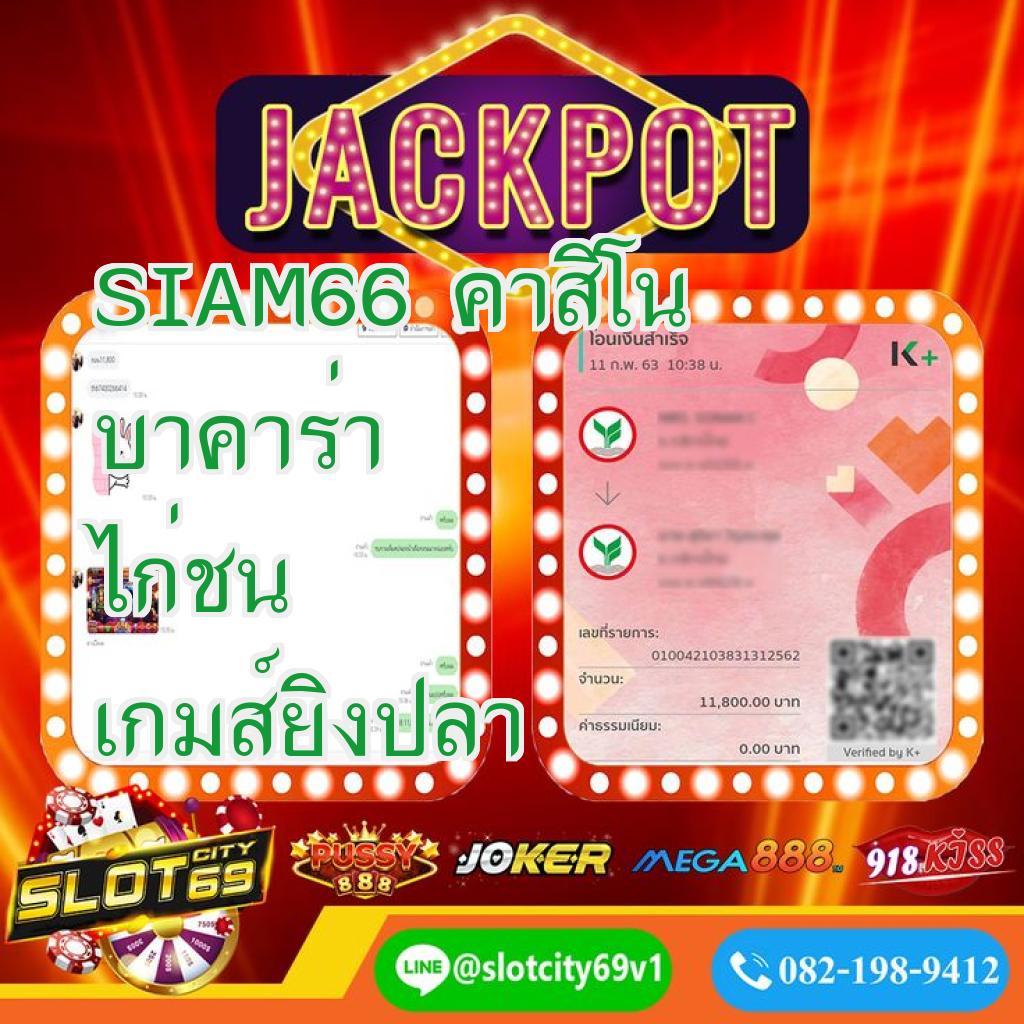 JACKPOT
SIAM66 คาสิโน
บาคาร่า
ไก่ชน
เกมส์ยิงปลา
โอนเงินสำเร็จ
11 ก.พ. 63 10:38 น.
K+
เลขที่รายการ:
010042103831312562
จำนวน:
11,800.00 บาท
ค่าธรรมเนียม:
0.00 บาท
Verified by K+
SLOT CITY 69
PUSSY 888
JOKER
MEGA888
918KISS
LINE @slotcity69v1
082-198-9412